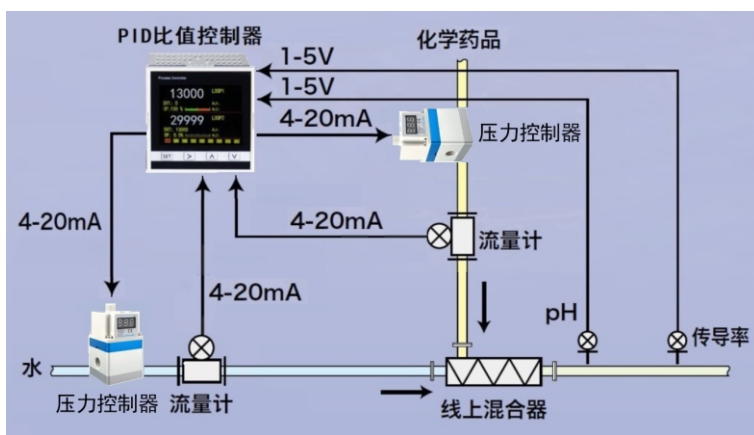 PID比值控制器
化学药品
1-5V
1-5V
13000
29999
4-20mA
压力控制器
4-20mA
4-20mA
流量计
4-20mA
pH
传导率
水
压力控制器
流量计
线上混合器